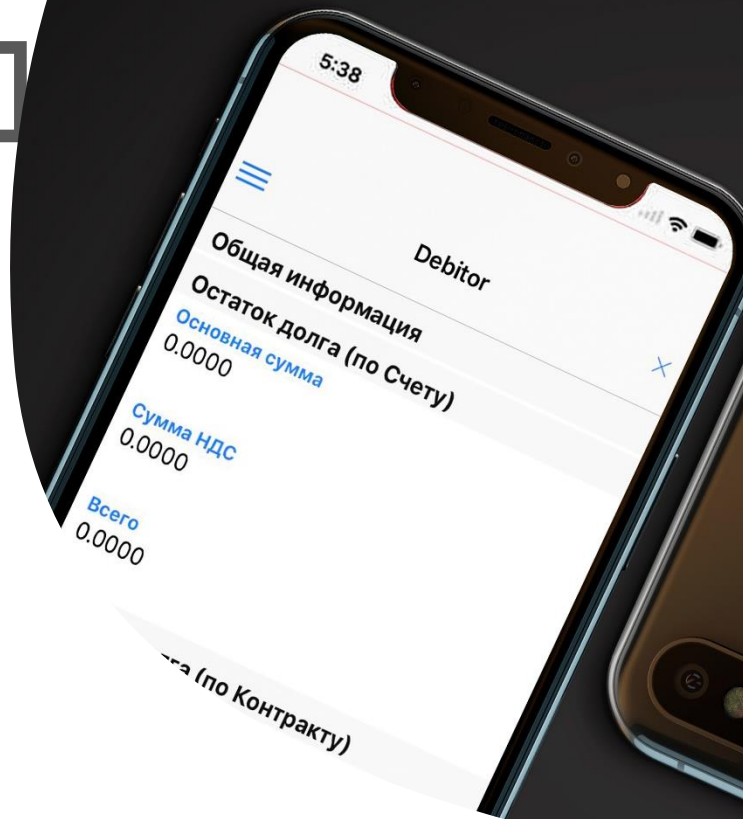 5:38
Debitor
Общая информация
Остаток долга (по Счету)
Основная сумма
0.0000
Сумма НДС
0.0000
Всего
0.0000
(по Контракту)